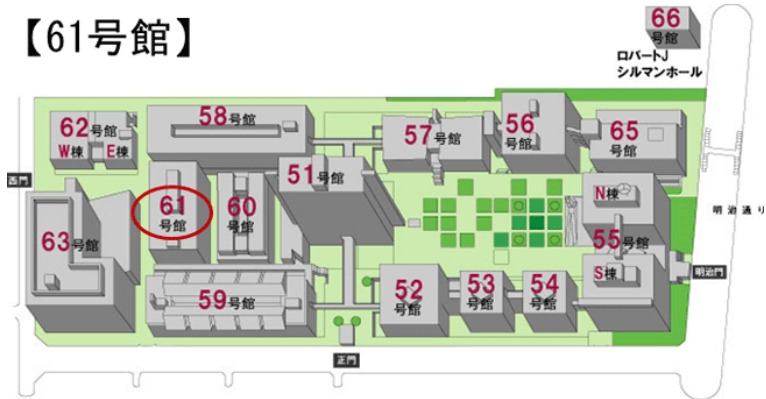 【61号館】
66
号館
ロバートJ
シルマンホール
62号館
W棟 E棟
58号館
57号館
56
号館
65
号館
西門
61
号館
60
号館
51号館
N棟
明治通り
63号館
55号館
S棟
明治門
59号館
52
号館
53
号館
54
号館
正門